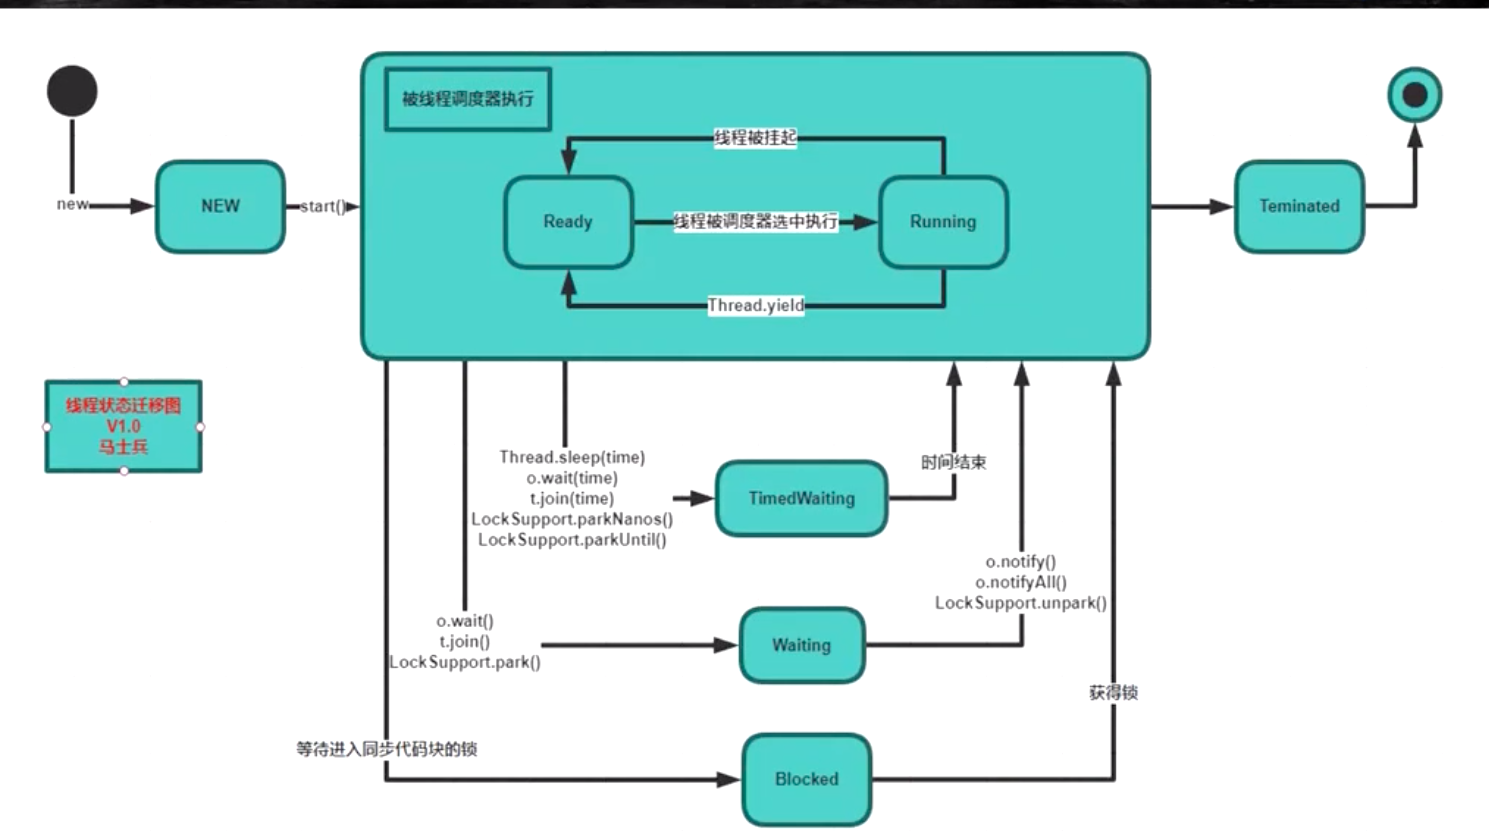 被线程调度器执行
线程被挂起
new
NEW
start()
Ready
线程被调度器选中执行
Running
Teminated
Thread.yield
线程状态迁移图
V1.0
马士兵
Thread.sleep(time)
o.wait(time)
t.join(time)
LockSupport.parkNanos()
LockSupport.parkUntil()
TimedWaiting
时间结束
o.wait()
t.join()
LockSupport.park()
Waiting
o.notify()
o.notifyAll()
LockSupport.unpark()
等待进入同步代码块的锁
Blocked
获得锁